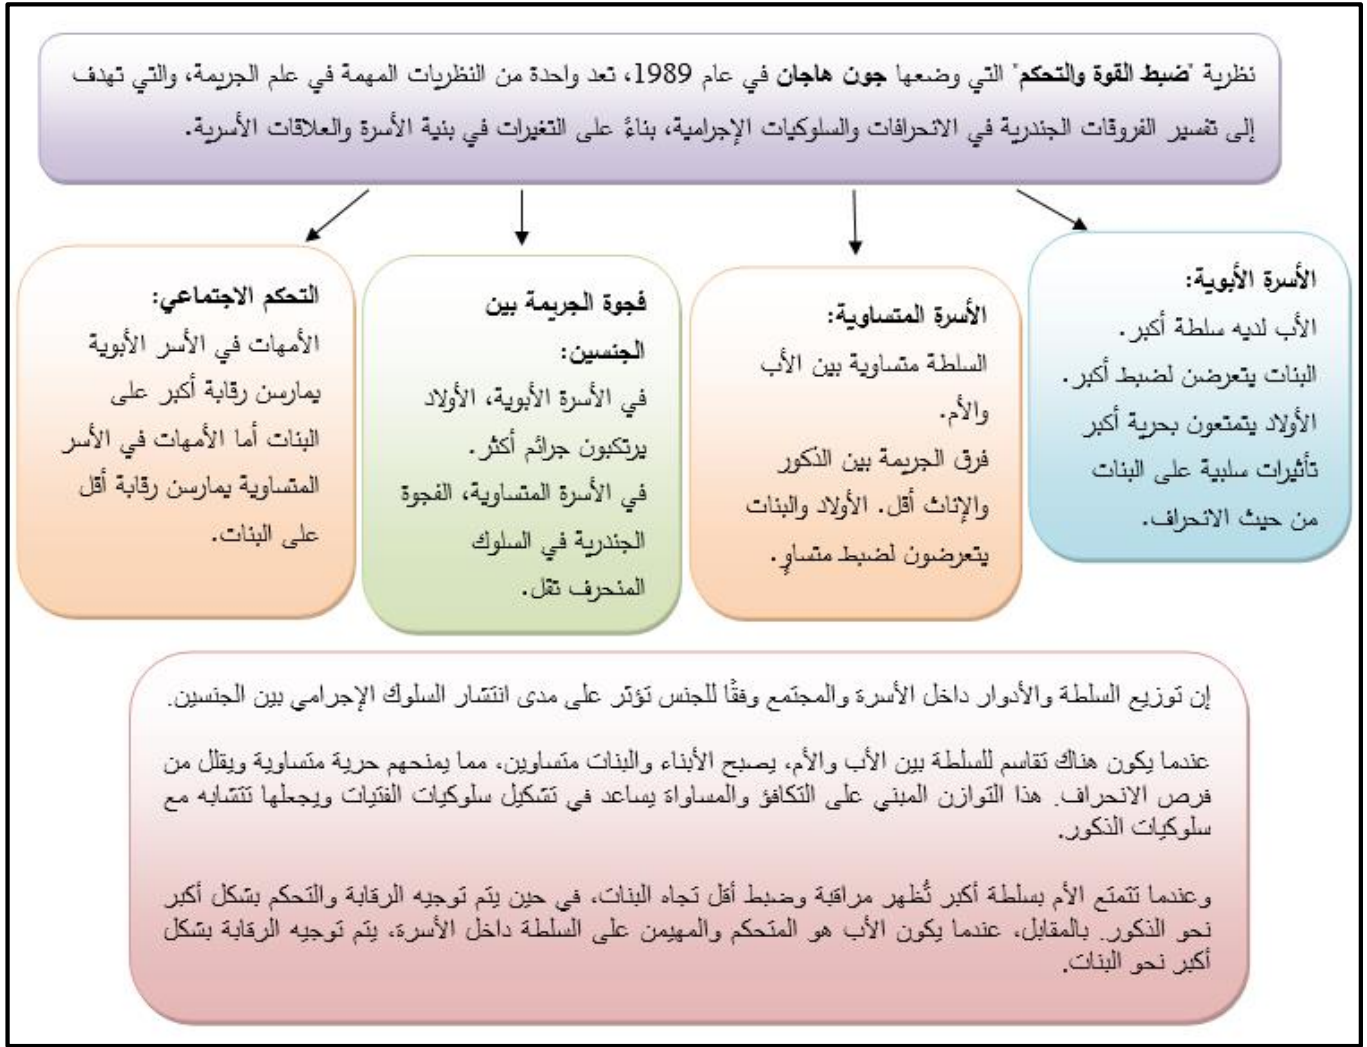 نظرية "ضبط القوة والتحكم" التي وضعها جون هاجان في عام 1989، تعد واحدة من النظريات المهمة في علم الجريمة، والتي تهدف
إلى تفسير الفروقات الجندرية في الانحرافات والسلوكيات الإجرامية، بناءً على التغيرات في بنية الأسرة والعلاقات الأسرية.
الأسرة الأبوية:
الأب لديه سلطة أكبر.
البنات يتعرضن لضبط أكبر.
الأولاد يتمتعون بحرية أكبر
تأثيرات سلبية على البنات
من حيث الانحراف.
الأسرة المتساوية:
السلطة متساوية بين الأب
والأم.
فرق الجريمة بين الذكور
والإناث أقل. الأولاد والبنات
يتعرضون لضبط متساوٍ.
فجوة الجريمة بين
الجنسين:
في الأسرة الأبوية، الأولاد
يرتكبون جرائم أكثر.
في الأسرة المتساوية، الفجوة
الجندرية في السلوك
المنحرف تقل.
التحكم الاجتماعي:
الأمهات في الأسر الأبوية
يمارسن رقابة أكبر على
البنات أما الأمهات في الأسر
المتساوية يمارسن رقابة أقل
على البنات.
إن توزيع السلطة والأدوار داخل الأسرة والمجتمع وفقًا للجنس تؤثر على مدى انتشار السلوك الإجرامي بين الجنسين.
عندما يكون هناك تقاسم للسلطة بين الأب والأم، يصبح الأبناء والبنات متساوين، مما يمنحهم حرية متساوية ويقلل من
فرص الانحراف. هذا التوازن المبني على التكافؤ والمساواة يساعد في تشكيل سلوكيات الفتيات ويجعلها تتشابه مع
سلوكيات الذكور.
وعندما تتمتع الأم بسلطة أكبر تُظهر مراقبة وضبط أقل تجاه البنات، في حين يتم توجيه الرقابة والتحكم بشكل أكبر
نحو الذكور. بالمقابل، عندما يكون الأب هو المتحكم والمهيمن على السلطة داخل الأسرة، يتم توجيه الرقابة بشكل
أكبر نحو البنات.